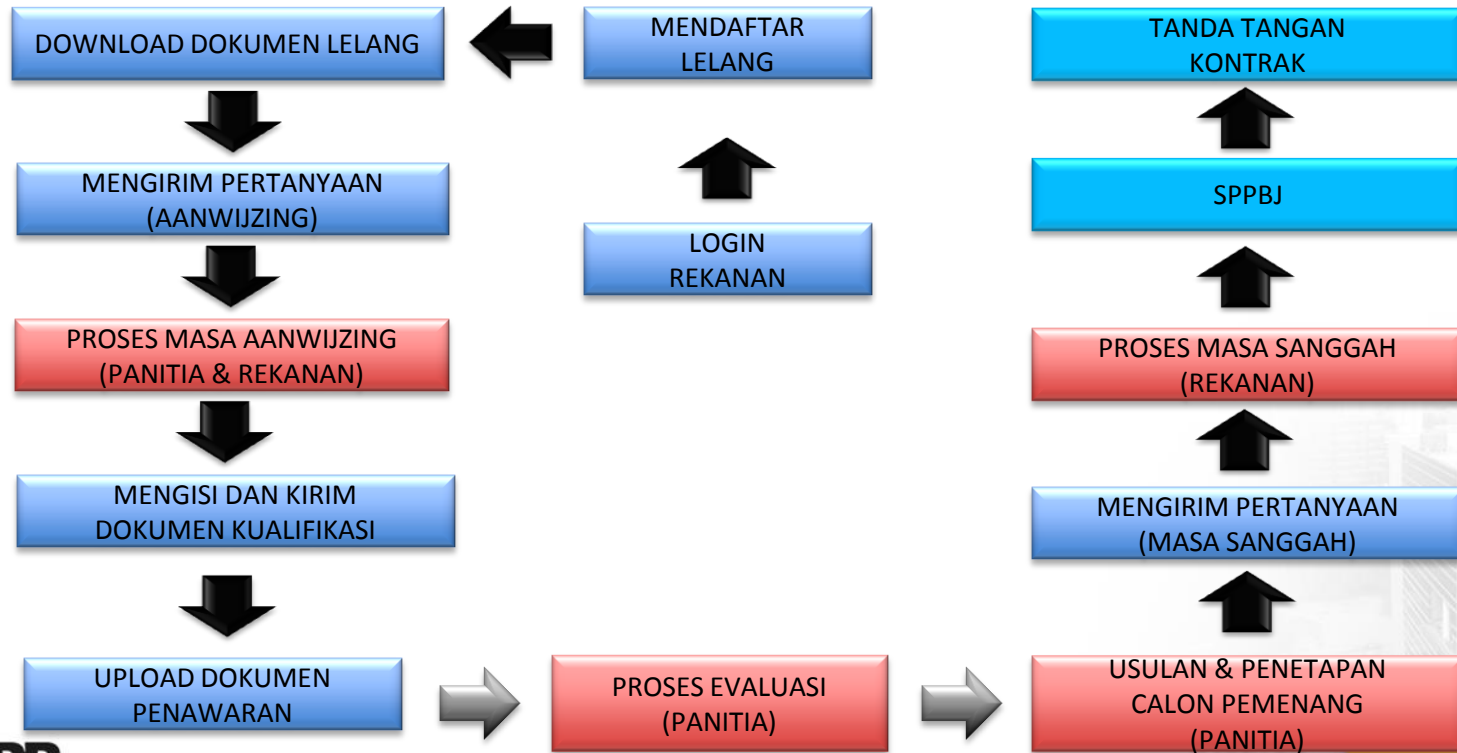 DOWNLOAD DOKUMEN LELANG
MENDAFTAR
LELANG
TANDA TANGAN
KONTRAK
MENGIRIM PERTANYAAN
(AANWIJZING)
LOGIN
REKANAN
SPPBJ
PROSES MASA AANWIJZING
(PANITIA & REKANAN)
PROSES MASA SANGGAH
(REKANAN)
MENGISI DAN KIRIM
DOKUMEN KUALIFIKASI
MENGIRIM PERTANYAAN
(MASA SANGGAH)
UPLOAD DOKUMEN
PENAWARAN
PROSES EVALUASI
(PANITIA)
USULAN & PENETAPAN
CALON PEMENANG
(PANITIA)